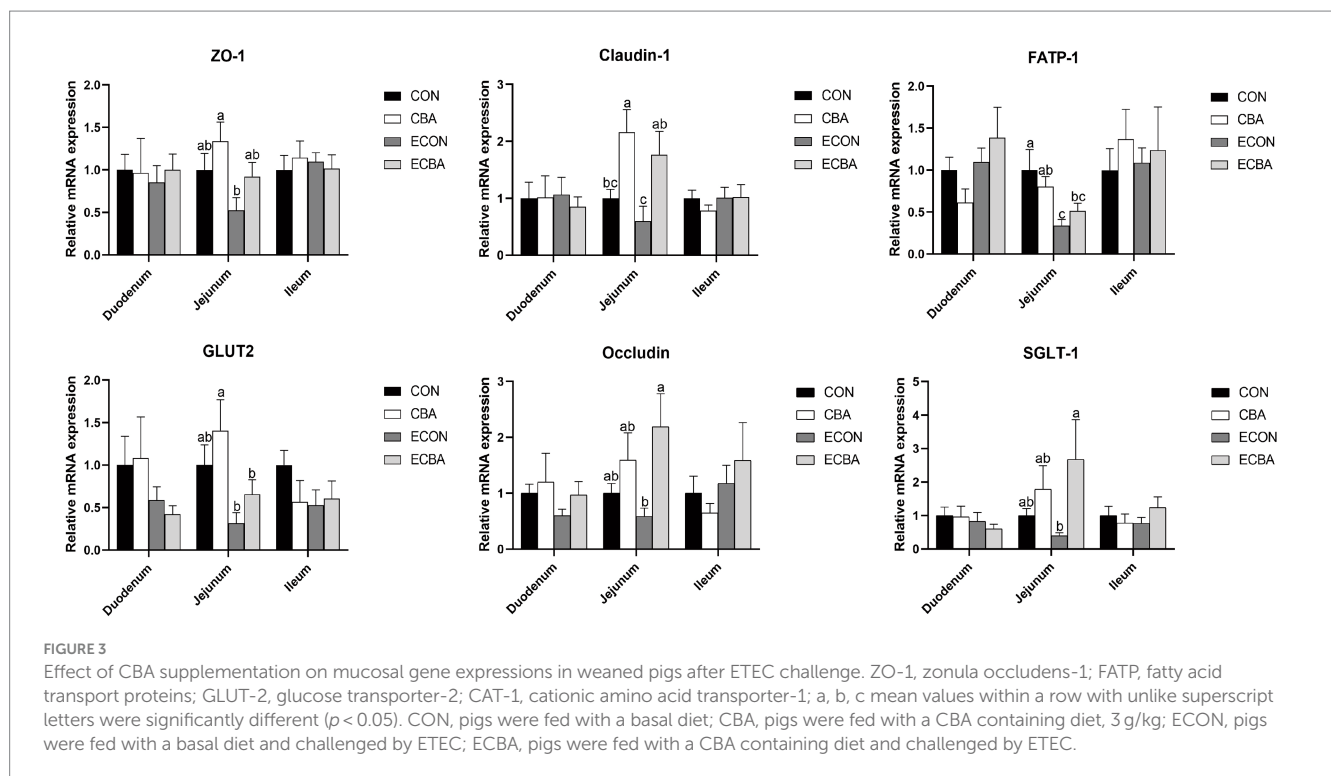 ZO-1
Relative mRNA expression
2.0
1.5
1.0
0.5
0.0
ab
a
b
ab
Duodenum
Jejunum
Ileum
CON
CBA
ECON
ECBA
Claudin-1
Relative mRNA expression
3
2
1
0
bc
a
c
ab
Duodenum
Jejunum
Ileum
CON
CBA
ECON
ECBA
FATP-1
Relative mRNA expression
2.0
1.5
1.0
0.5
0.0
a
ab
c
bc
Duodenum
Jejunum
Ileum
CON
CBA
ECON
ECBA
GLUT2
Relative mRNA expression
2.0
1.5
1.0
0.5
0.0
ab
a
b
b
Duodenum
Jejunum
Ileum
CON
CBA
ECON
ECBA
Occludin
Relative mRNA expression
3
2
1
0
ab
ab
b
a
Duodenum
Jejunum
Ileum
CON
CBA
ECON
ECBA
SGLT-1
Relative mRNA expression
5
4
3
2
1
0
ab
ab
b
a
Duodenum
Jejunum
Ileum
CON
CBA
ECON
ECBA
FIGURE 3
Effect of CBA supplementation on mucosal gene expressions in weaned pigs after ETEC challenge. ZO-1, zonula occludens-1; FATP, fatty acid
transport proteins; GLUT-2, glucose transporter-2; CAT-1, cationic amino acid transporter-1; a, b, c mean values within a row with unlike superscript
letters were significantly different (p < 0.05). CON, pigs were fed with a basal diet; CBA, pigs were fed with a CBA containing diet, 3 g/kg; ECON, pigs
were fed with a basal diet and challenged by ETEC; ECBA, pigs were fed with a CBA containing diet and challenged by ETEC.